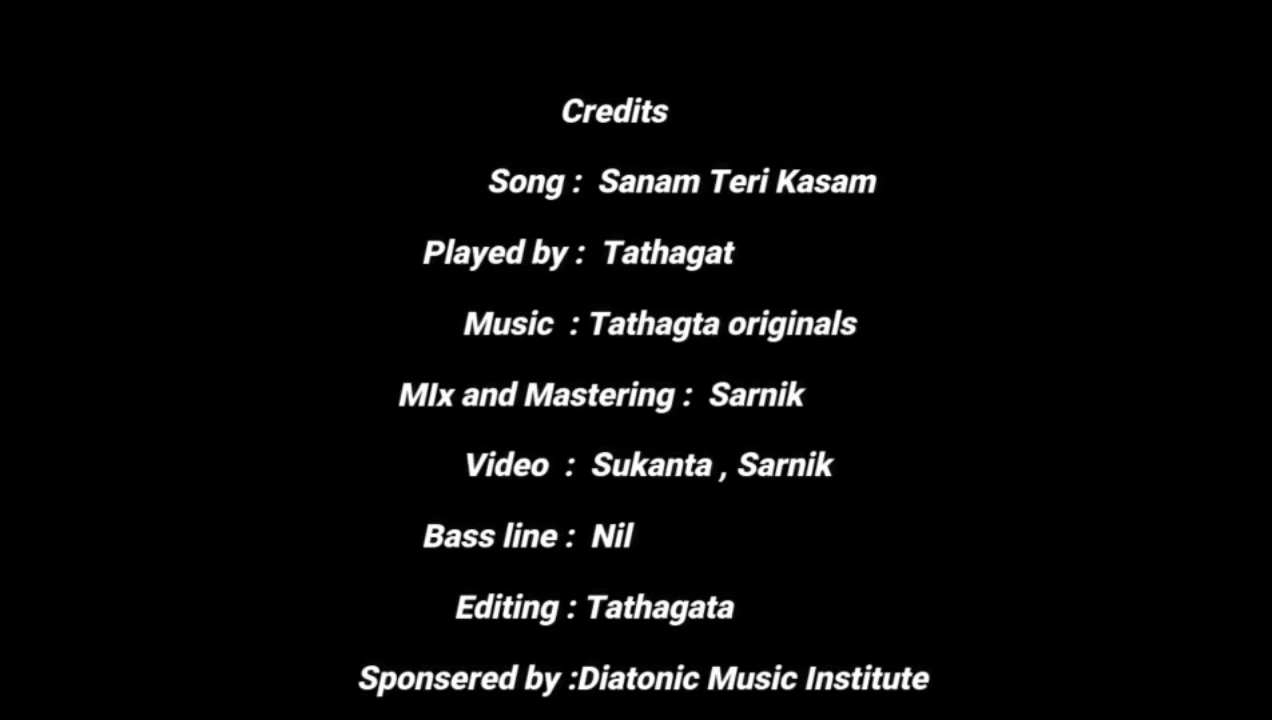 Credits
Song : Sanam Teri Kasam
Played by : Tathagat
Music : Tathagta originals
MIx and Mastering : Sarnik
Video : Sukanta , Sarnik
Bass line : Nil
Editing : Tathagata
Sponsered by :Diatonic Music Institute